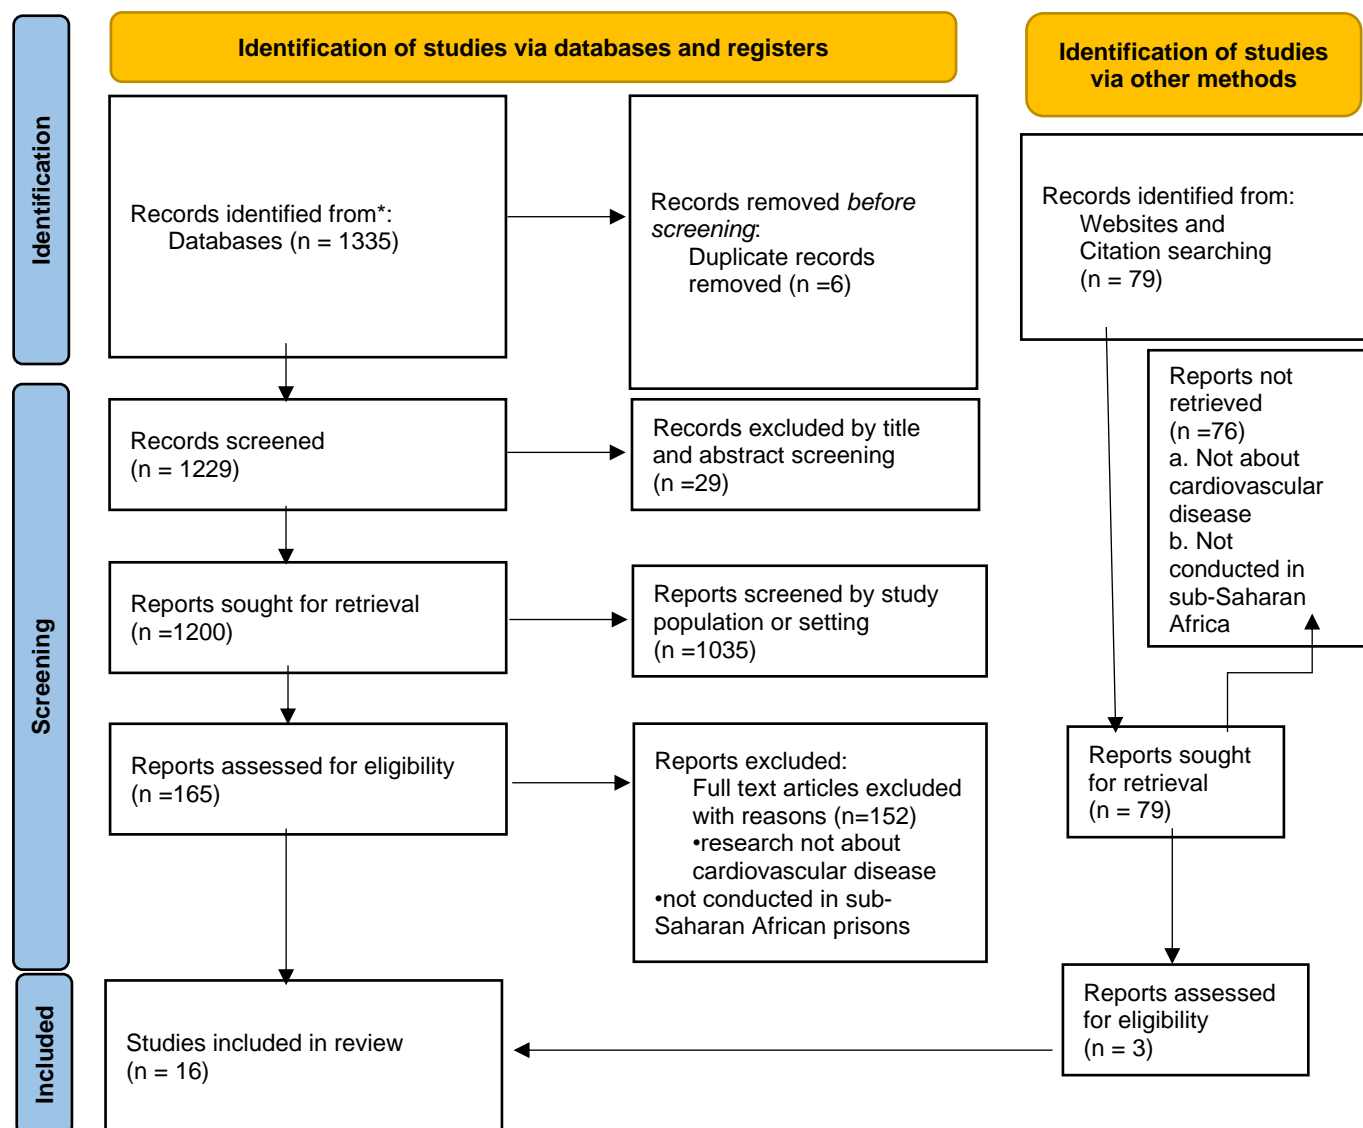 Identification of studies via databases and registers
Identification of studies
via other methods
Identification
Records identified from*:
Databases (n = 1335)
Records removed before
screening:
Duplicate records
removed (n =6)
Records identified from:
Websites and
Citation searching
(n = 79)
Screening
Records screened
(n = 1229)
Records excluded by title
and abstract screening
(n =29)
Reports not
retrieved
(n =76)
a. Not about
cardiovascular
disease
b. Not
conducted in
sub-Saharan
Africa
Reports sought for retrieval
(n =1200)
Reports screened by study
population or setting
(n =1035)
Reports assessed for eligibility
(n =165)
Reports excluded:
Full text articles excluded
with reasons (n=152)
•research not about
cardiovascular disease
•not conducted in sub-
Saharan African prisons
Reports sought
for retrieval
(n = 79)
Included
Studies included in review
(n = 16)
Reports assessed
for eligibility
(n = 3)